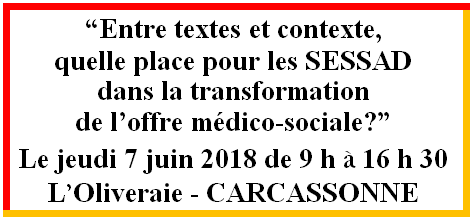 “Entre textes et contexte,
quelle place pour les SESSAD
dans la transformation
de l’offre médico-sociale?”
Le jeudi 7 juin 2018 de 9 h à 16 h 30
L’Oliveraie - CARCASSONNE